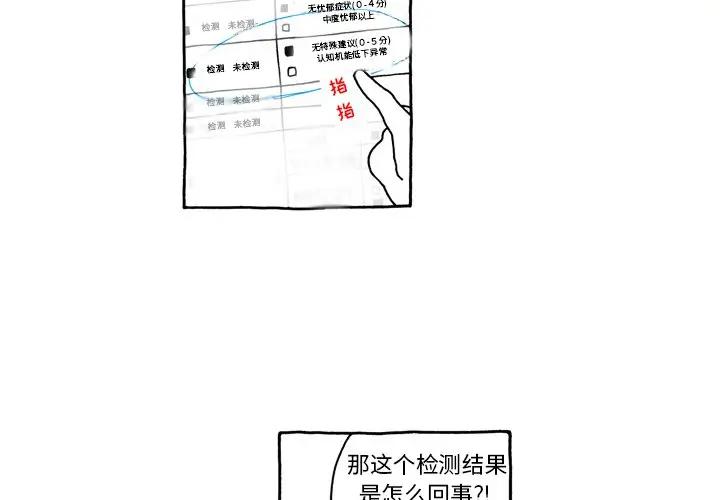 无忧郁症状(0-4分)
检测 未检测 中度忧郁以上
无特殊建议(0-5分)
检测 未检测 认知机能低下异常
指
指
检测 未检测
检测 未检测
那这个检测结果
是怎么回事?!